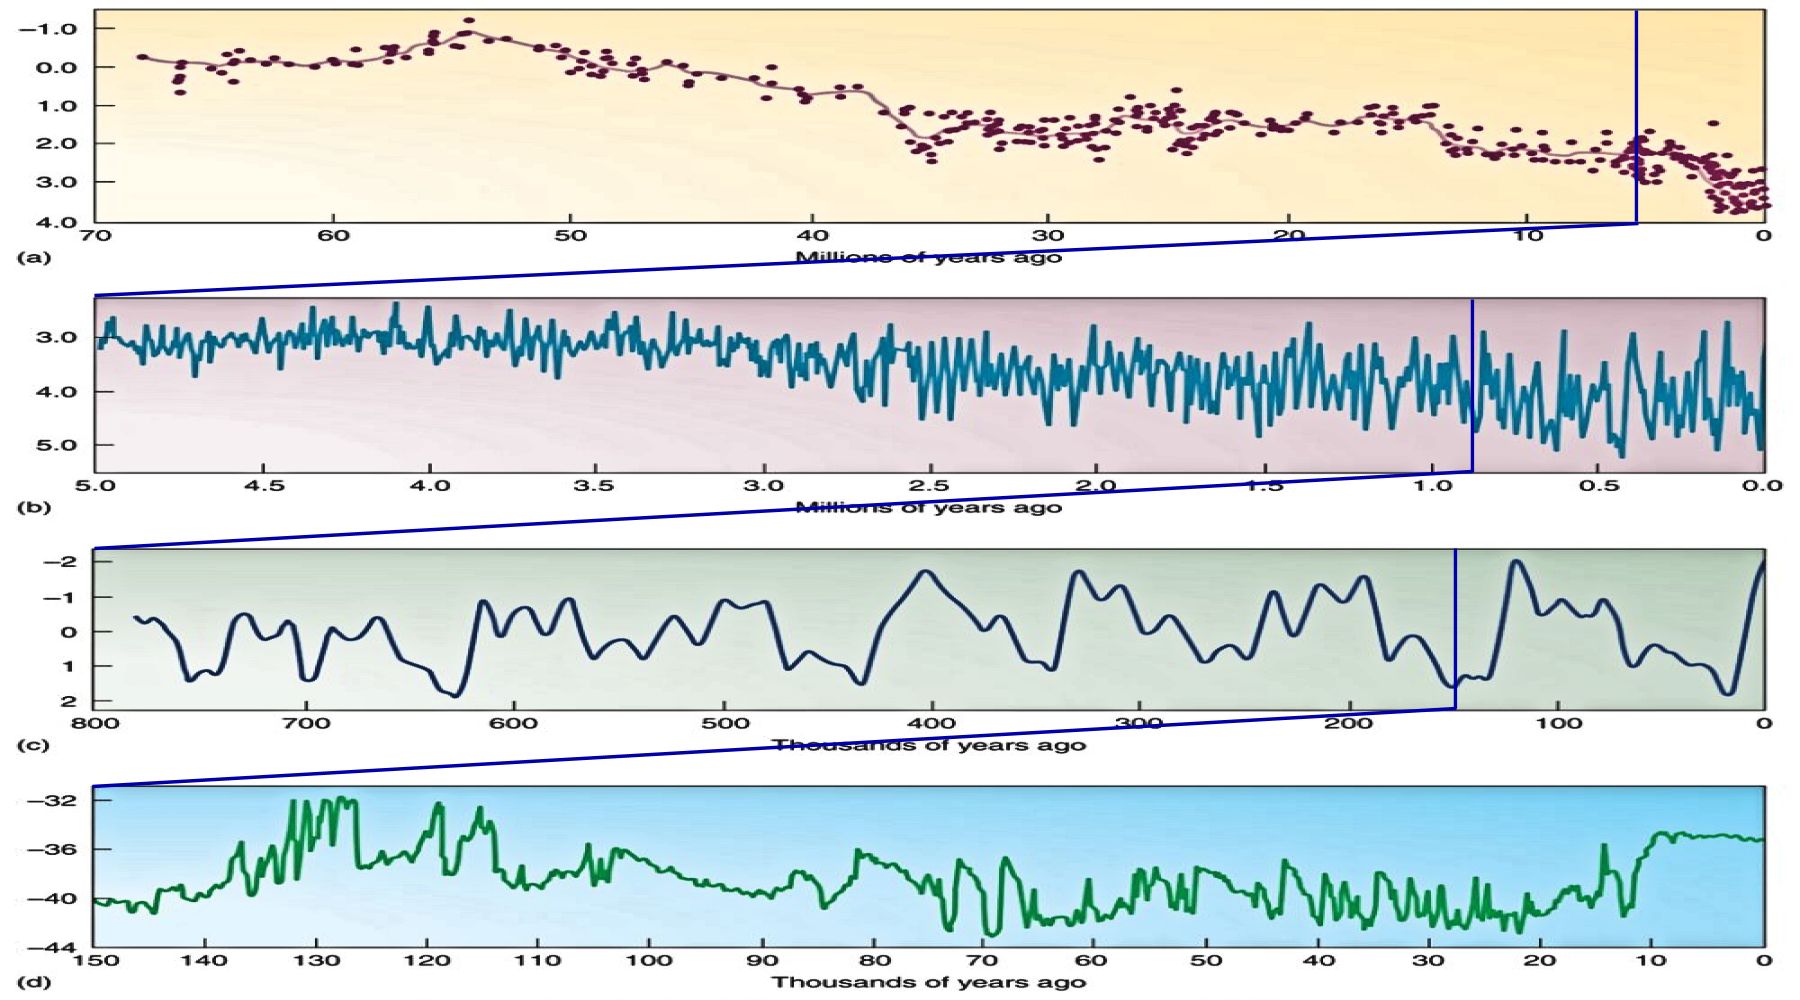 −1.0
0.0
1.0
2.0
3.0
4.0
70 60 50 40 30 20 10 0
(a) Millions of years ago
3.0
4.0
5.0
5.0 4.5 4.0 3.5 3.0 2.5 2.0 1.5 1.0 0.5 0.0
(b) Millions of years ago
−2
−1
0
1
2
800 700 600 500 400 300 200 100 0
(c) Thousands of years ago
−32
−36
−40
−44
150 140 130 120 110 100 90 80 70 60 50 40 30 20 10 0
(d) Thousands of years ago